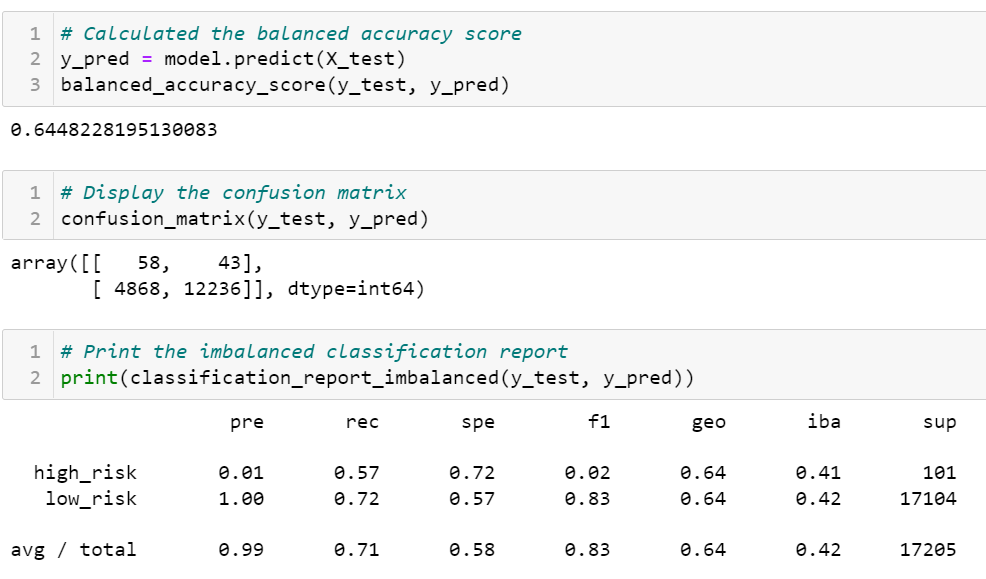 1 # Calculated the balanced accuracy score
2 y_pred = model.predict(X_test)
3 balanced_accuracy_score(y_test, y_pred)
0.6448228195130083
1 # Display the confusion matrix
2 confusion_matrix(y_test, y_pred)
array([[   58,    43],
       [ 4868, 12236]], dtype=int64)
1 # Print the imbalanced classification report
2 print(classification_report_imbalanced(y_test, y_pred))
pre rec spe f1 geo iba sup
high_risk 0.01 0.57 0.72 0.02 0.64 0.41 101
low_risk 1.00 0.72 0.57 0.83 0.64 0.42 17104
avg / total 0.99 0.71 0.58 0.83 0.64 0.42 17205